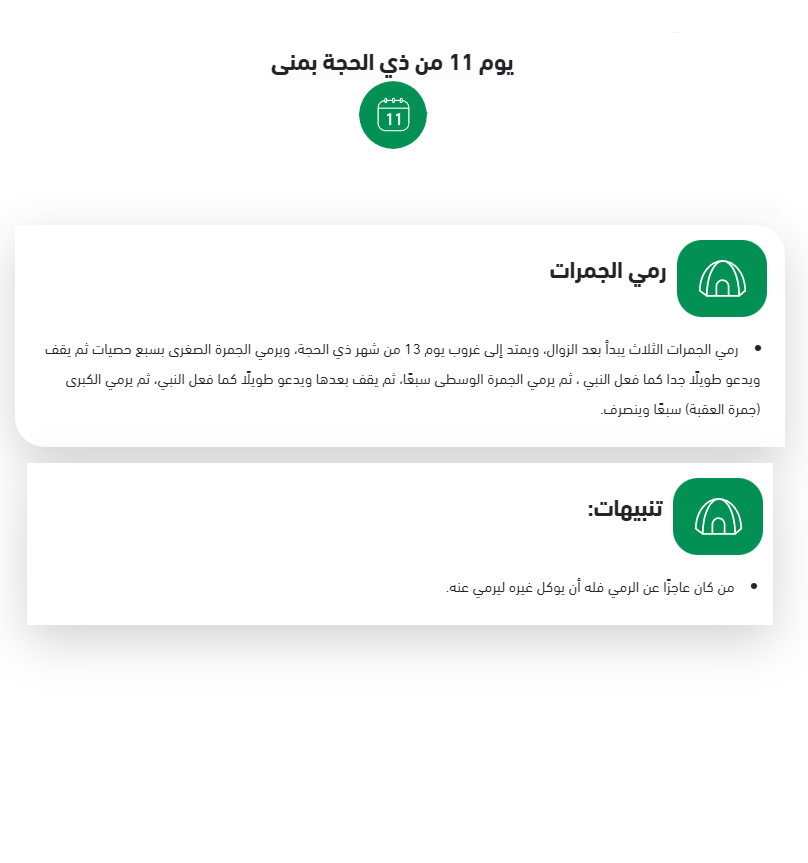 يوم 11 من ذي الحجة بمنى
11
رمي الجمرات
• رمي الجمرات الثلاث يبدأ بعد الزوال، ويمتد إلى غروب يوم 13 من شهر ذي الحجة، ويرمي الجمرة الصغرى بسبع حصيات ثم يقف
ويدعو طويلًا جدا كما فعل النبي ، ثم يرمي الجمرة الوسطى سبعًا، ثم يقف بعدها ويدعو طويلًا كما فعل النبي، ثم يرمي الكبرى
(جمرة العقبة) سبعًا وينصرف.
تنبيهات:
• من كان عاجزًا عن الرمي فله أن يوكل غيره ليرمي عنه.